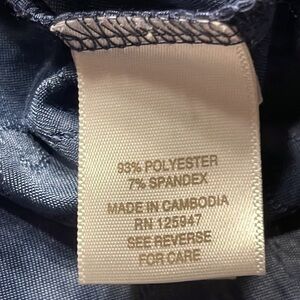 93% POLYESTER
7% SPANDEX
MADE IN CAMBODIA
RN 125947
SEE REVERSE
FOR CARE